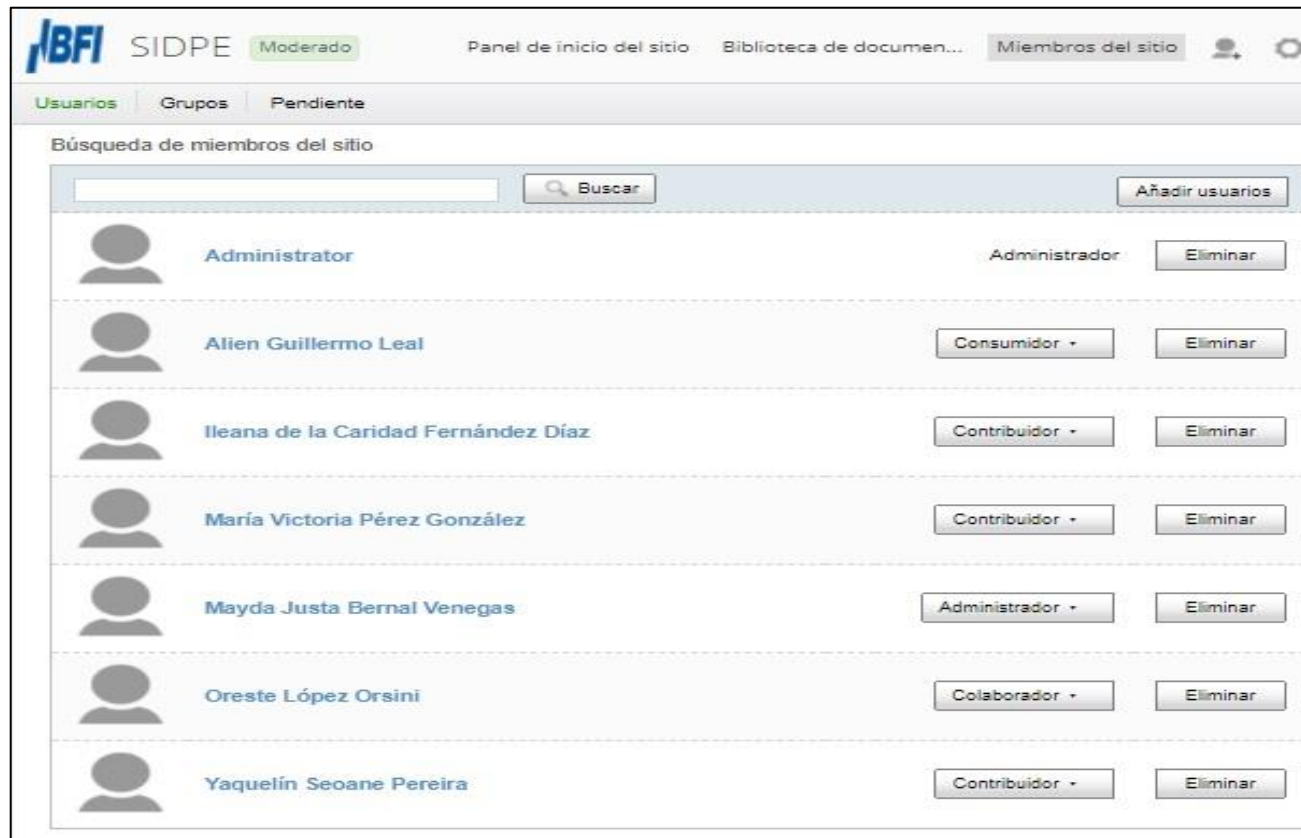 BFI SIDPE Moderado Panel de inicio del sitio Biblioteca de documen... Miembros del sitio
Usuarios Grupos Pendiente
Búsqueda de miembros del sitio
Buscar Añadir usuarios
Administrator Administrador Eliminar
Alien Guillermo Leal Consumidor Eliminar
Ileana de la Caridad Fernández Díaz Contribuidor Eliminar
María Victoria Pérez González Contribuidor Eliminar
Mayda Justa Bernal Venegas Administrador Eliminar
Oreste López Orsini Colaborador Eliminar
Yaquelín Seoane Pereira Contribuidor Eliminar